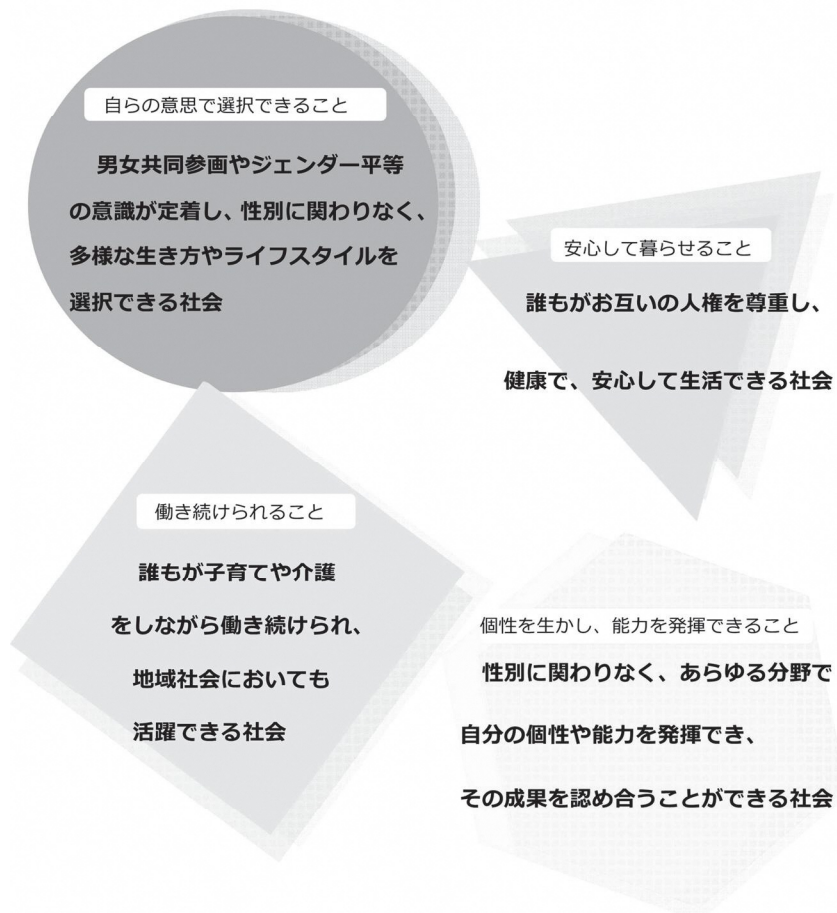 自らの意思で選択できること
男女共同参画やジェンダー平等
の意識が定着し、性別に関わりなく、
多様な生き方やライフスタイルを
選択できる社会
安心して暮らせること
誰もがお互いの人権を尊重し、
健康で、安心して生活できる社会
働き続けられること
誰もが子育てや介護
をしながら働き続けられ、
地域社会においても
活躍できる社会
個性を生かし、能力を発揮できること
性別に関わりなく、あらゆる分野で
自分の個性や能力を発揮でき、
その成果を認め合うことができる社会